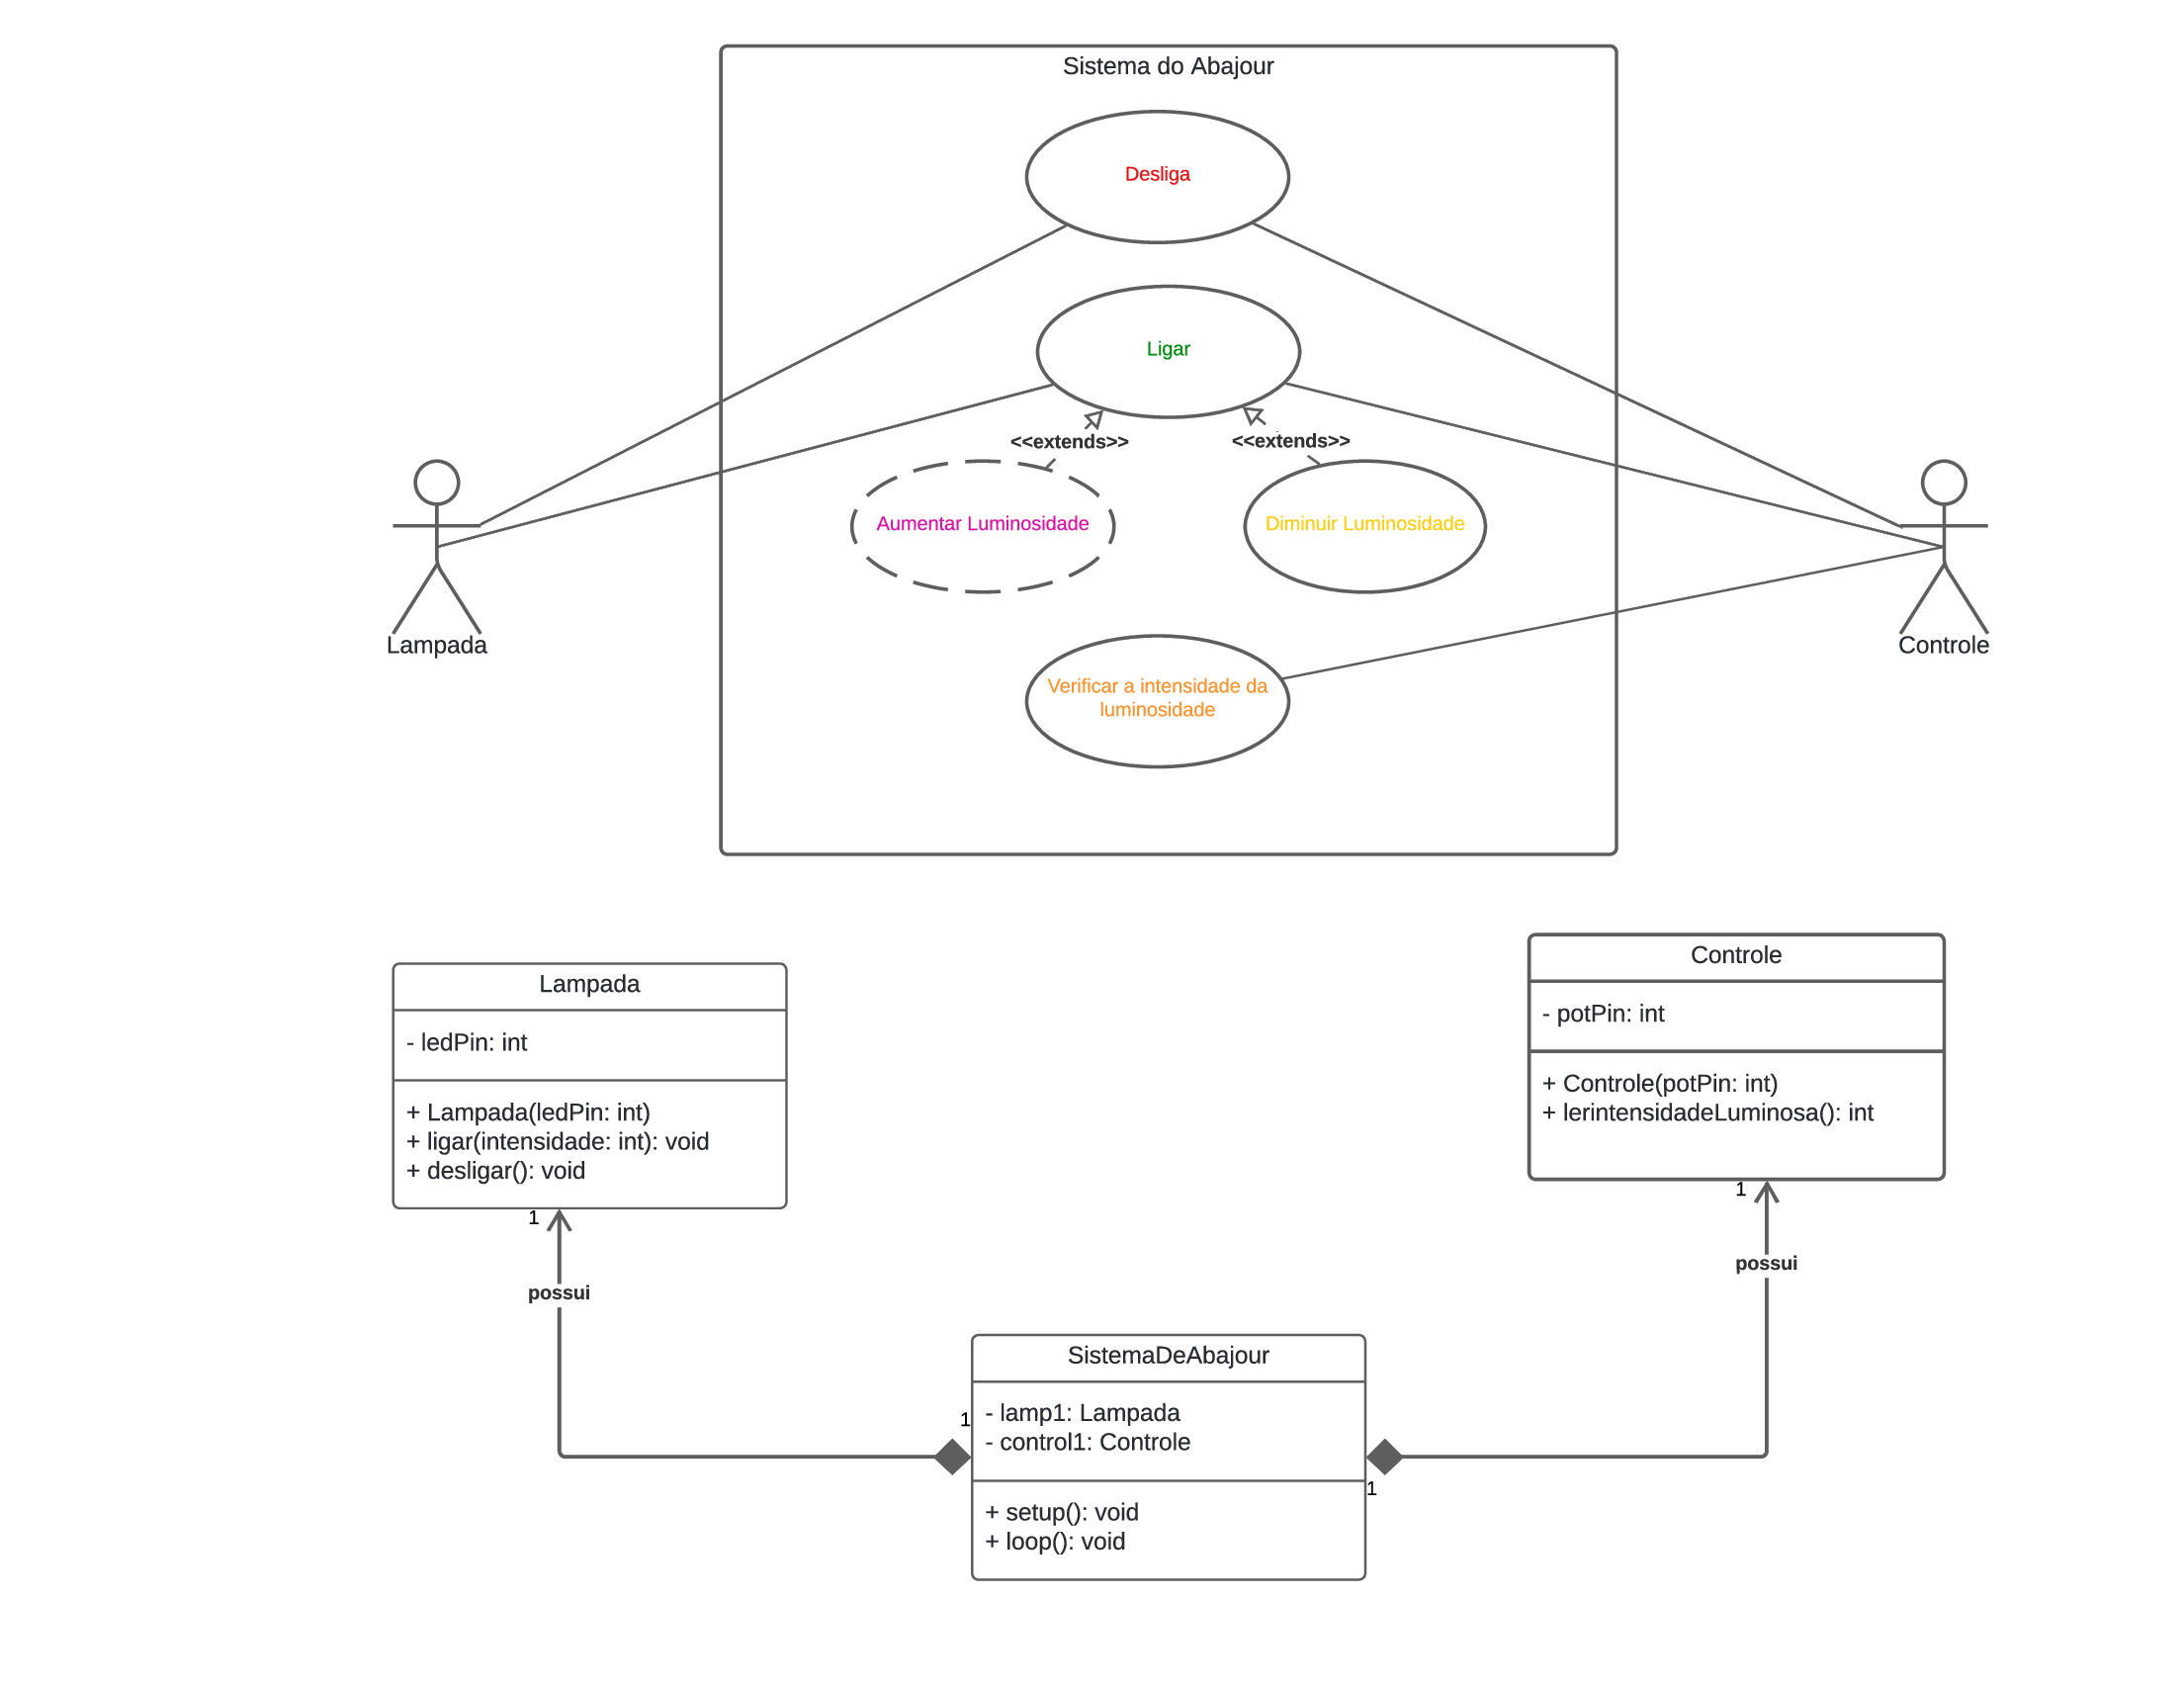 Sistema do Abajour
Desliga
Ligar
<<extends>>
<<extends>>
Aumentar Luminosidade
Diminuir Luminosidade
Lampada
Controle
Verificar a intensidade da
luminosidade
Lampada
- ledPin: int
+ Lampada(ledPin: int)
+ ligar(intensidade: int): void
+ desligar(): void
Controle
- potPin: int
+ Controle(potPin: int)
+ lerintensidadeLuminosa(): int
1
1
possui
possui
SistemaDeAbajour
- lamp1: Lampada
- control1: Controle
+ setup(): void
+ loop(): void
1
1